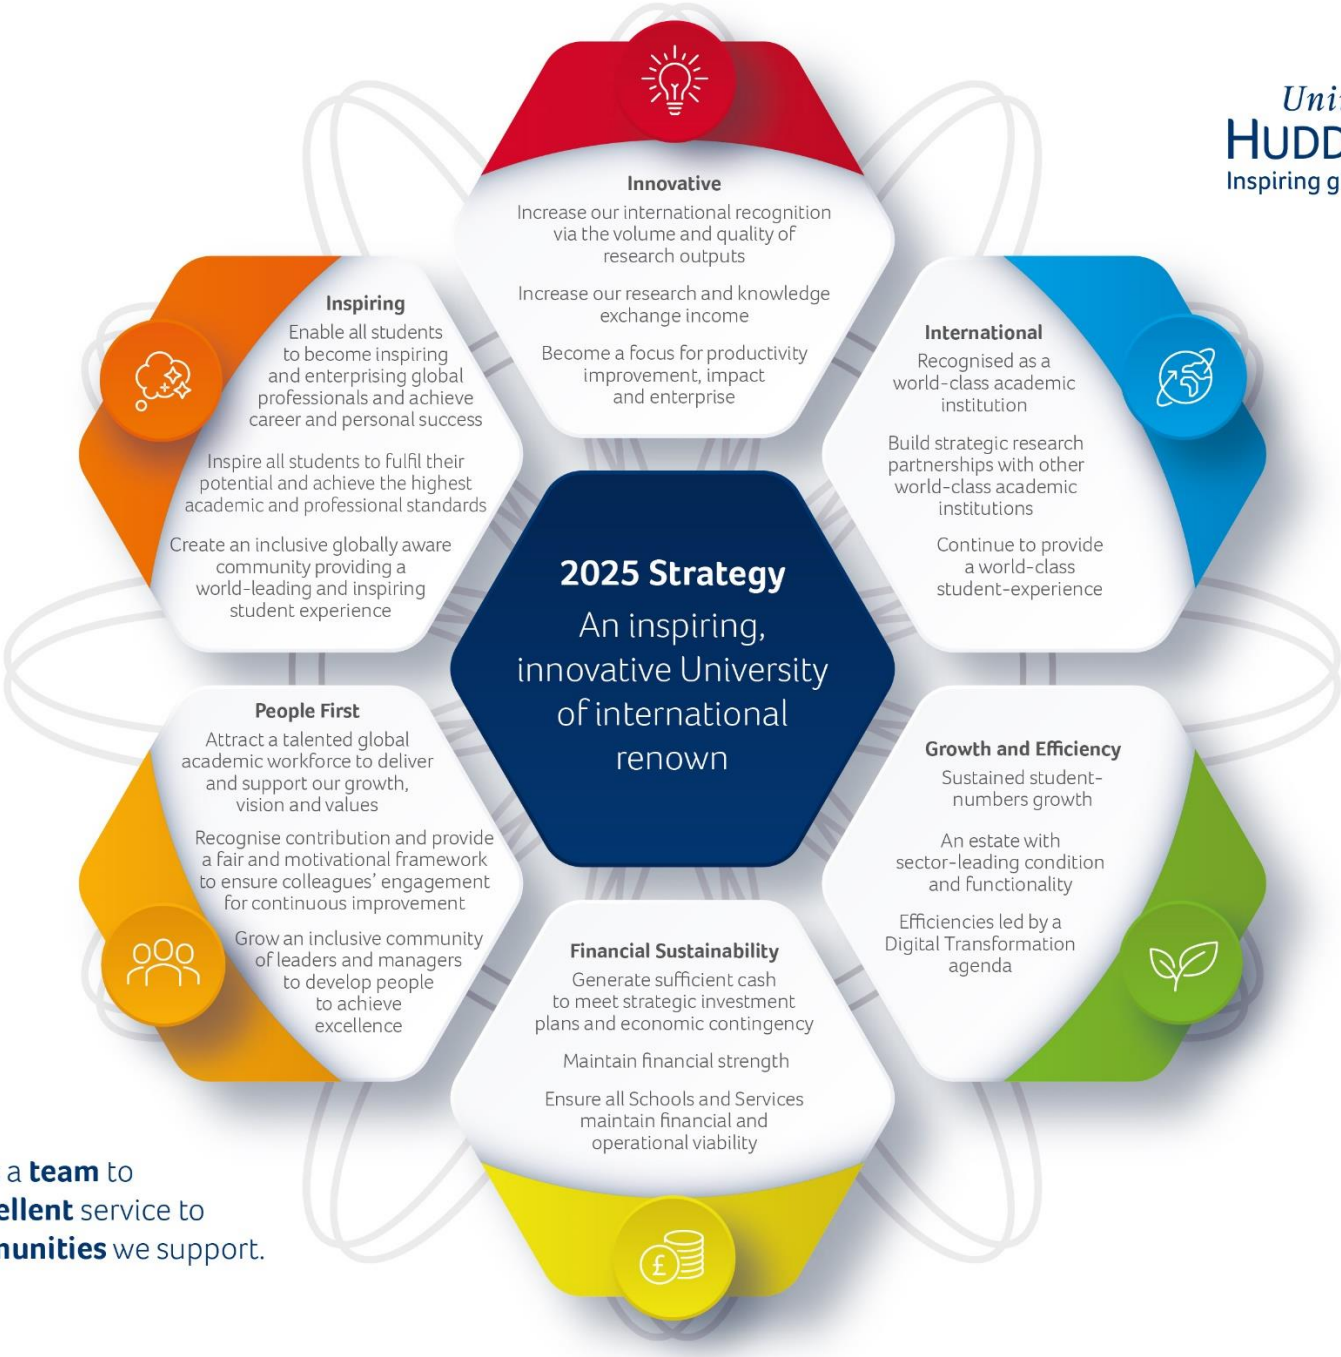 Innovative
Increase our international recognition
via the volume and quality of
research outputs
Increase our research and knowledge
exchange income
Become a focus for productivity
improvement, impact
and enterprise
HUDD
Inspiring g
Inspiring
Enable all students
to become inspiring
and enterprising global
professionals and achieve
career and personal success
Inspire all students to fulfil their
potential and achieve the highest
academic and professional standards
Create an inclusive globally aware
community providing a
world-leading and inspiring
student experience
International
Recognised as a
world-class academic
institution
Build strategic research
partnerships with other
world-class academic
institutions
Continue to provide
a world-class
student-experience
2025 Strategy
An inspiring,
innovative University
of international
renown
People First
Attract a talented global
academic workforce to deliver
and support our growth,
vision and values
Recognise contribution and provide
a fair and motivational framework
to ensure colleagues' engagement
for continuous improvement
Grow an inclusive community
of leaders and managers
to develop people
to achieve
excellence
Growth and Efficiency
Sustained student-
numbers growth
An estate with
sector-leading condition
and functionality
Efficiencies led by a
Digital Transformation
agenda
Financial Sustainability
Generate sufficient cash
to meet strategic investment
plans and economic contingency
Maintain financial strength
Ensure all Schools and Services
maintain financial and
operational viability
£
a team to
ellent service to
unities we support.